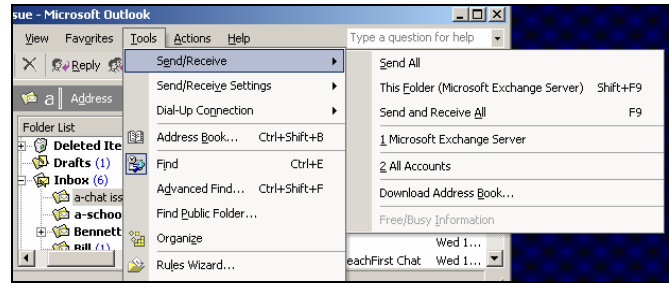 sue - Microsoft Outlook
View Favorites Tools Actions Help Type a question for help
Reply
a Address
Folder List
Deleted Ite
Drafts (1)
Inbox (6)
a-chat iss
a-schoo
Bennett
Bill (1)
Send/Receive
Send/Receive Settings
Dial-Up Connection
Address Book... Ctrl+Shift+B
Find Ctrl+E
Advanced Find... Ctrl+Shift+F
Find Public Folder...
Organize
Rules Wizard...
Send All
This Folder (Microsoft Exchange Server) Shift+F9
Send and Receive All F9
1 Microsoft Exchange Server
2 All Accounts
Download Address Book...
Free/Busy Information
Wed 1...
eachFirst Chat Wed 1...